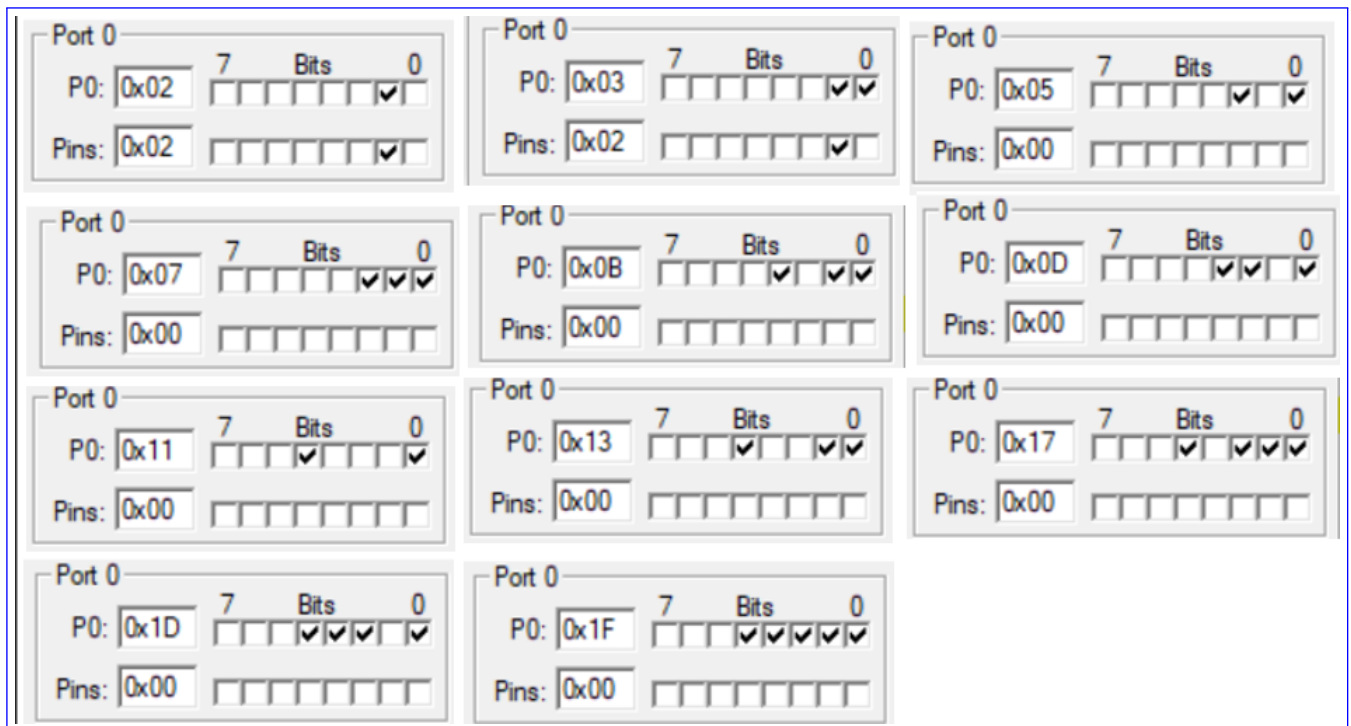 Port 0
7 Bits 0
P0: 0x02
Pins: 0x02
Port 0
7 Bits 0
P0: 0x03
Pins: 0x02
Port 0
7 Bits 0
P0: 0x05
Pins: 0x00
Port 0
7 Bits 0
P0: 0x07
Pins: 0x00
Port 0
7 Bits 0
P0: 0x0B
Pins: 0x00
Port 0
7 Bits 0
P0: 0x0D
Pins: 0x00
Port 0
7 Bits 0
P0: 0x11
Pins: 0x00
Port 0
7 Bits 0
P0: 0x13
Pins: 0x00
Port 0
7 Bits 0
P0: 0x17
Pins: 0x00
Port 0
7 Bits 0
P0: 0x1D
Pins: 0x00
Port 0
7 Bits 0
P0: 0x1F
Pins: 0x00